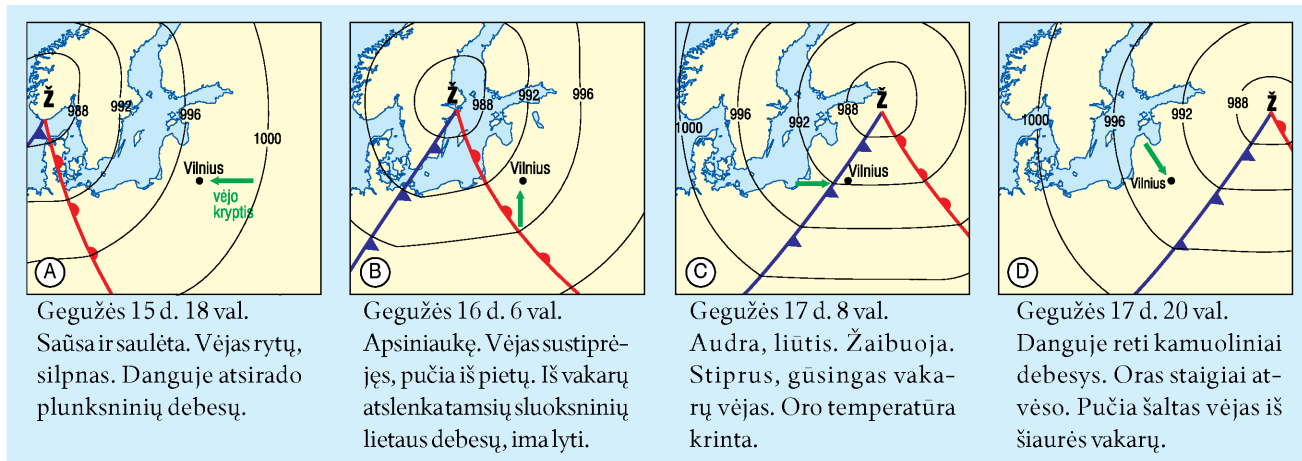 Ž
988
992
996
1000
Vilnius
vėjo
kryptis
A
Gegužės 15 d. 18 val.
Saũsa ir saulėta. Vėjas rytų,
silpnas. Danguje atsirado
plunksninių debesų.
Ž
988
992
996
Vilnius
B
Gegužės 16 d. 6 val.
Apsiniaukę. Vėjas sustiprė-
jęs, pučia iš pietų. Iš vakarų
atslenka tamsių sluoksninių
lietaus debesų, ima lyti.
1000
996
992
988
Ž
Vilnius
C
Gegužės 17 d. 8 val.
Audra, liūtis. Žaibuoja.
Stiprus, gūsingas vaka-
rų vėjas. Oro temperatūra
krinta.
1000
996
992
988
Ž
Vilnius
D
Gegužės 17 d. 20 val.
Danguje reti kamuoliniai
debesys. Oras staigiai at-
vėso. Pučia šaltas vėjas iš
šiaurės vakarų.